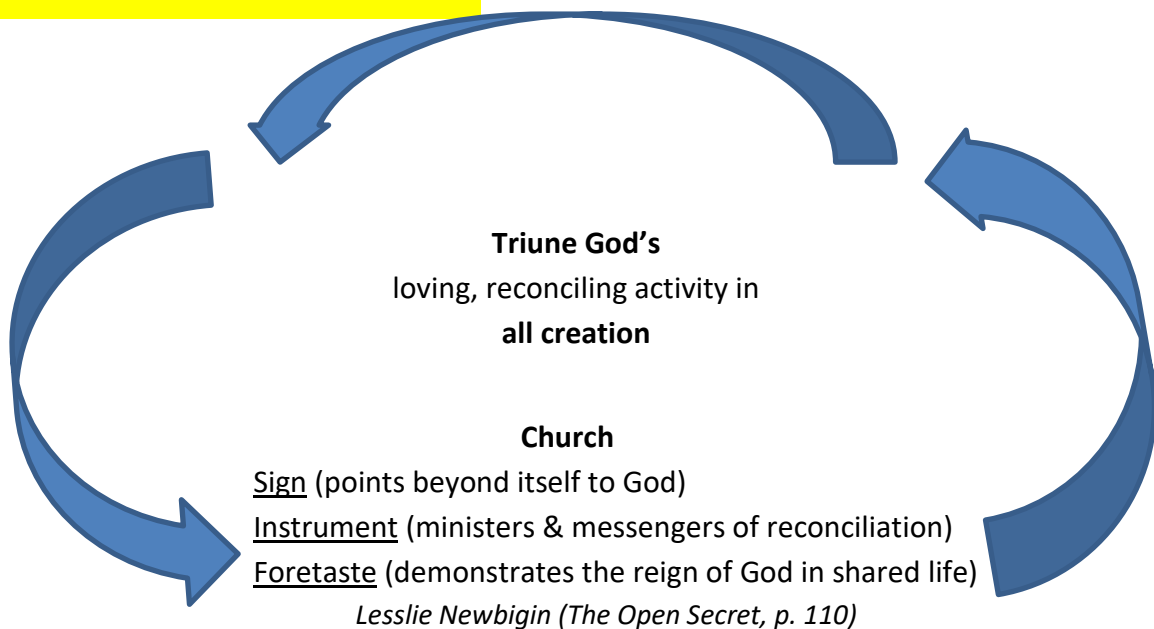 Triune God’s
loving, reconciling activity in
all creation
Church
Sign (points beyond itself to God)
Instrument (ministers & messengers of reconciliation)
Foretaste (demonstrates the reign of God in shared life)
Lesslie Newbigin (The Open Secret, p. 110)